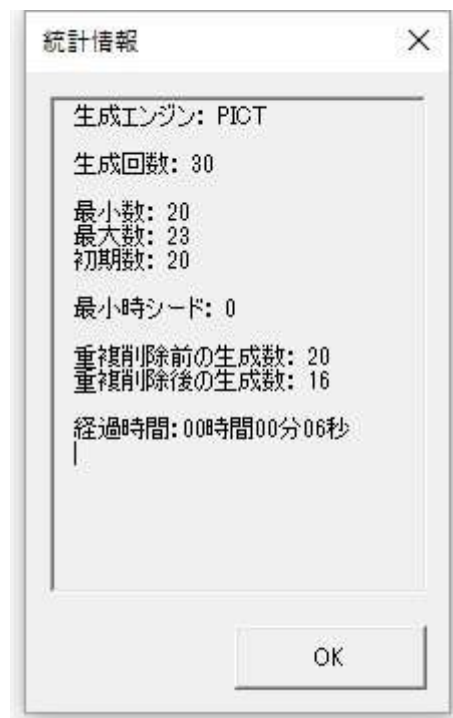 統計情報
生成エンジン: PICT
生成回数: 30
最小数: 20
最大数: 23
初期数: 20
最小時シード: 0
重複削除前の生成数: 20
重複削除後の生成数: 16
経過時間:00時間00分06秒
OK